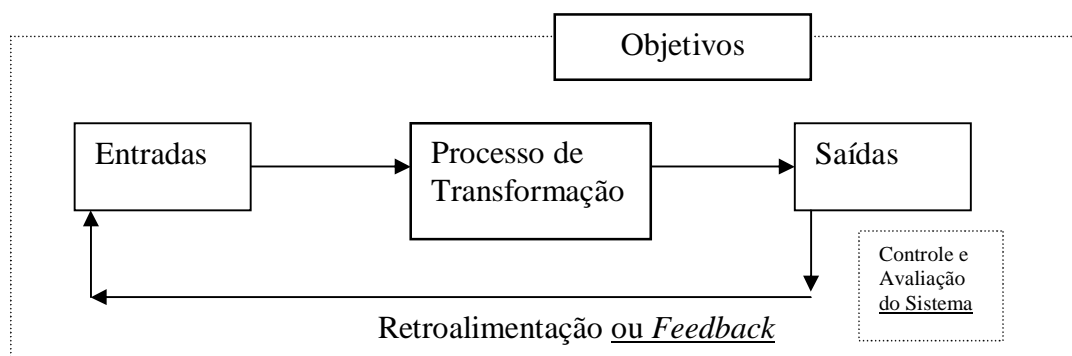 Objetivos
Entradas
Processo de
Transformação
Saídas
Controle e
Avaliação
do Sistema
Retroalimentação ou Feedback